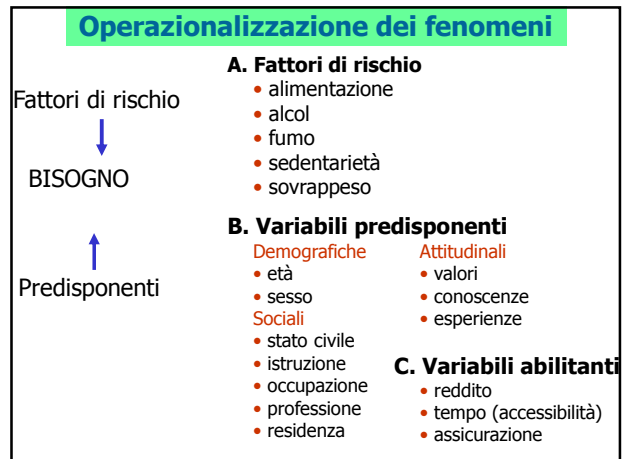 Operazionalizzazione dei fenomeni
Fattori di rischio
BISOGNO
Predisponenti
A. Fattori di rischio
• alimentazione
• alcol
• fumo
• sedentarietà
• sovrappeso
B. Variabili predisponenti
Demografiche
• età
• sesso
Sociali
• stato civile
• istruzione
• occupazione
• professione
• residenza
Attitudinali
• valori
• conoscenze
• esperienze
C. Variabili abilitanti
• reddito
• tempo (accessibilità)
• assicurazione